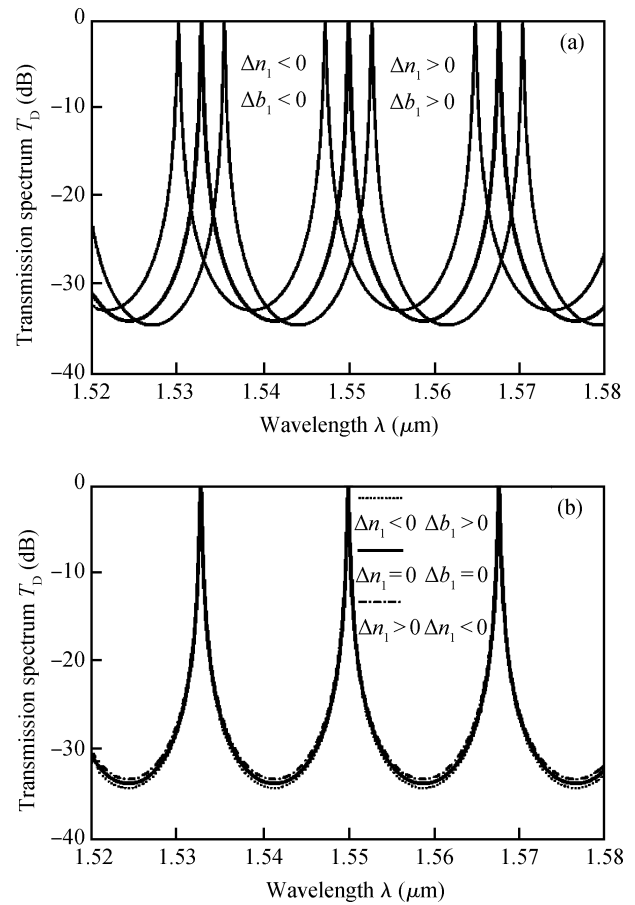 (a)
Δn₁ < 0 Δn₁ > 0
Δb₁ < 0 Δb₁ > 0
0
−10
−20
−30
−40
Transmission spectrum T_D (dB)
1.52 1.53 1.54 1.55 1.56 1.57 1.58
Wavelength λ (μm)
(b)
Δn₁<0 Δb₁>0
Δn₁=0 Δb₁=0
Δn₁>0 Δn₁<0
0
−10
−20
−30
−40
Transmission spectrum T_D (dB)
1.52 1.53 1.54 1.55 1.56 1.57 1.58
Wavelength λ (μm)